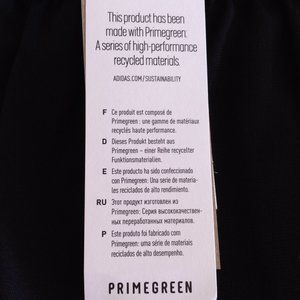 This product has been
made with Primegreen:
A series of high-performance
recycled materials.
ADIDAS.COM/SUSTAINABILITY
F Ce produit est composé de
Primegreen : une gamme de matériaux
recyclés haute performance.
D Dieses Produkt besteht aus
Primegreen – einer Reihe recycelter
Funktionsmaterialien.
E Este producto ha sido confeccionado
con Primegreen: Una serie de materia-
les reciclados de alto rendimiento.
RU Этот продукт изготовлен из
Primegreen: Серия высококачествен-
ных переработанных материалов.
P Este produto foi fabricado com
Primegreen: uma série de materiais
reciclados de alto desempenho.
PRIMEGREEN